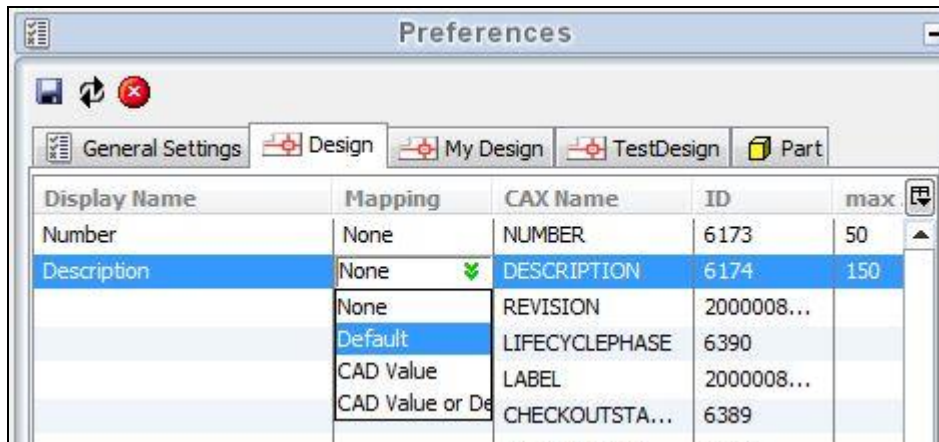 Preferences
General Settings Design My Design TestDesign Part
Display Name Mapping CAX Name ID max
Number None NUMBER 6173 50
Description None DESCRIPTION 6174 150
None REVISION 2000008...
Default LIFECYCLEPHASE 6390
CAD Value LABEL 2000008...
CAD Value or De CHECKOUTSTA... 6389